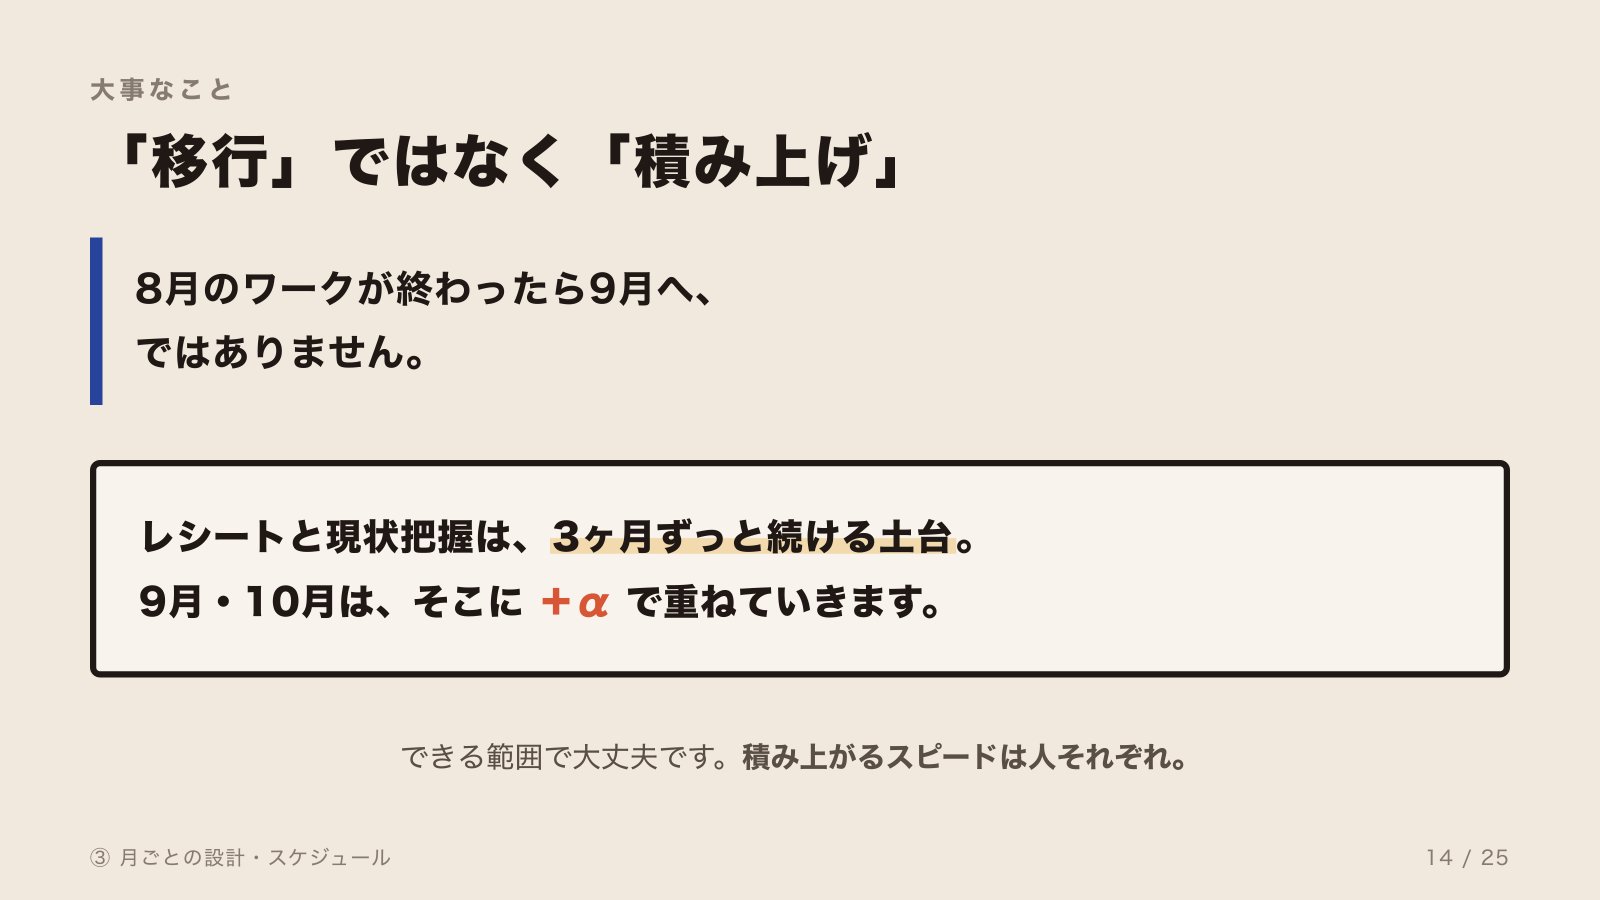 大事なこと
「移行」ではなく「積み上げ」
8月のワークが終わったら9月へ、
ではありません。
レシートと現状把握は、3ヶ月ずっと続ける土台。
9月・10月は、そこに +α で重ねていきます。
できる範囲で大丈夫です。積み上がるスピードは人それぞれ。
③ 月ごとの設計・スケジュール
14 / 25